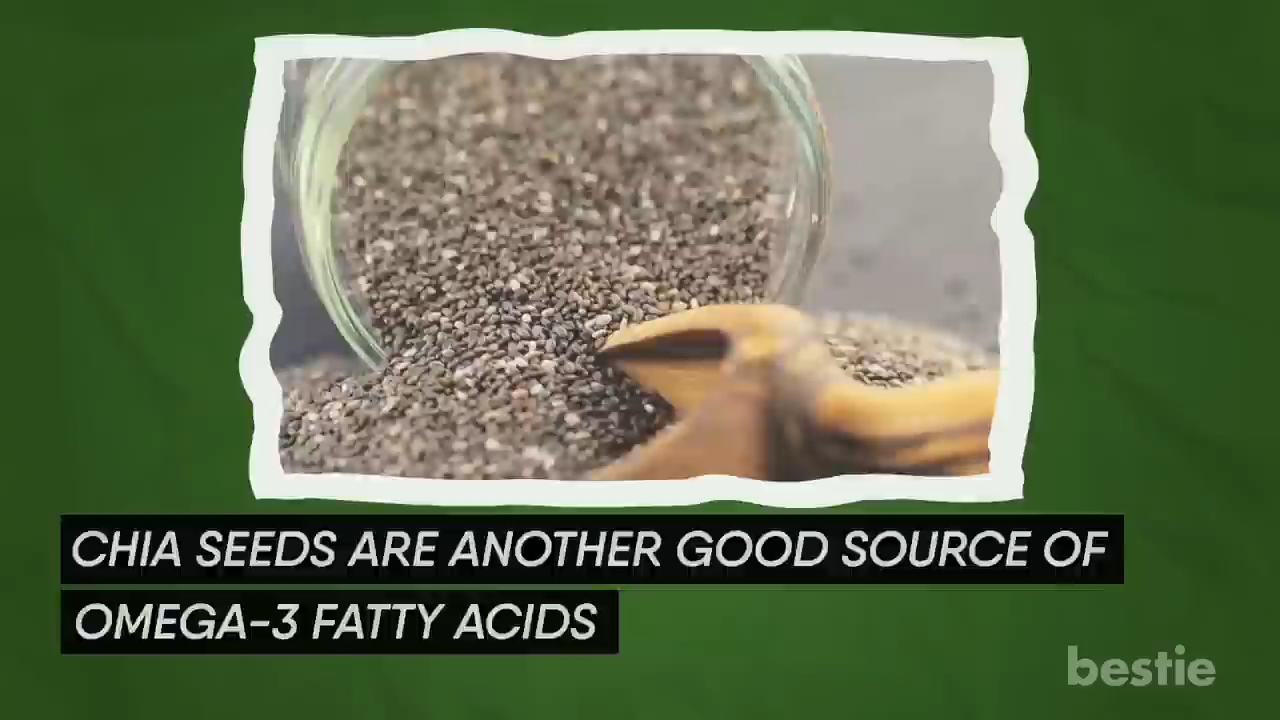 CHIA SEEDS ARE ANOTHER GOOD SOURCE OF
OMEGA-3 FATTY ACIDS
bestie